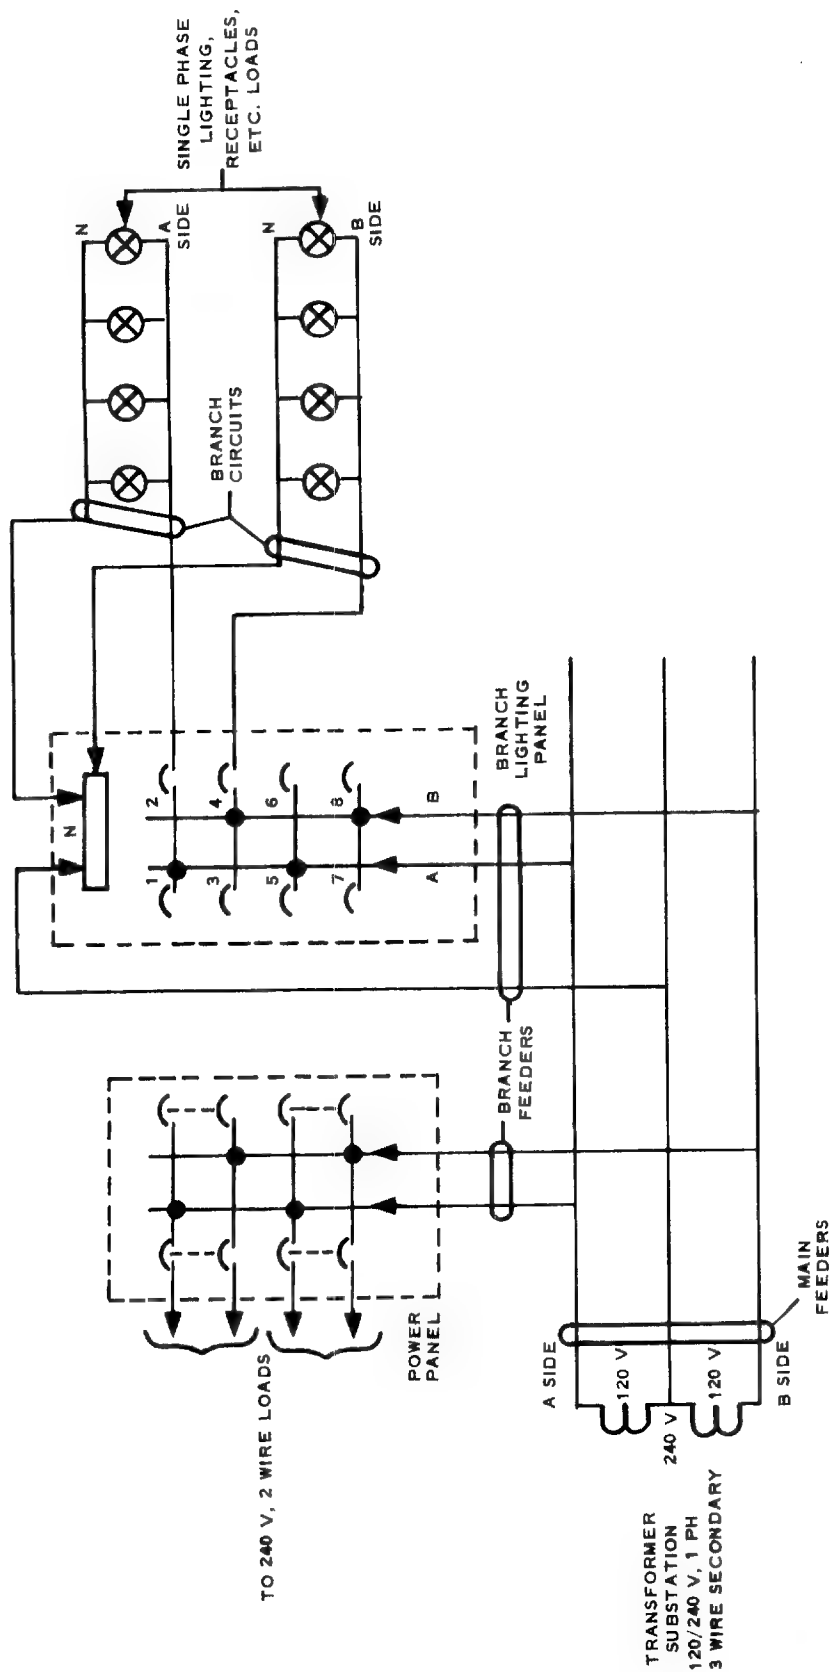 SINGLE PHASE
LIGHTING,
RECEPTACLES,
ETC. LOADS
N
A
SIDE
N
B
SIDE
BRANCH
CIRCUITS
N
1
2
3
4
5
6
7
8
A
B
BRANCH
LIGHTING
PANEL
BRANCH
FEEDERS
POWER
PANEL
TO 240 V, 2 WIRE LOADS
A SIDE
120 V
240 V
120 V
B SIDE
MAIN
FEEDERS
TRANSFORMER
SUBSTATION
120/240 V, 1 PH
3 WIRE SECONDARY